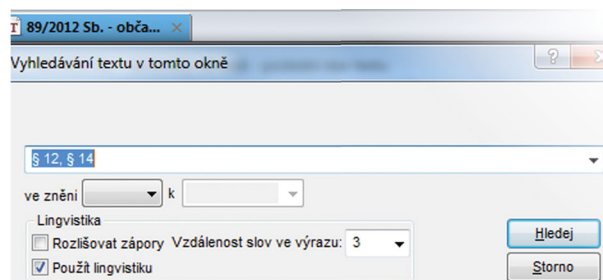 89/2012 Sb. - obča...
Vyhledávání textu v tomto okně
§ 12, § 14
ve znění k
Lingvistika
Rozlišovat zápory Vzdálenost slov ve výrazu: 3
Hledej
Použít lingvistiku
Storno